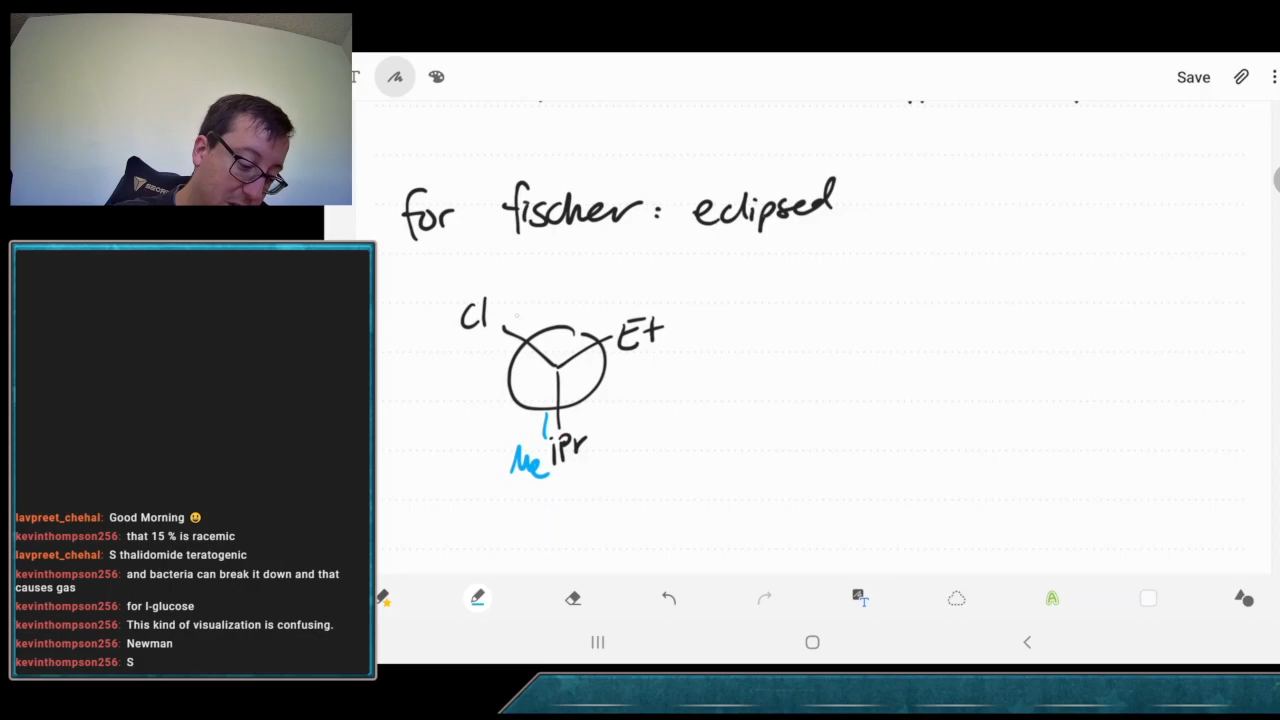 T
Save
for fischer: eclipsed
Cl
Et
Me iPr
SECRE
lavpreet_chehal: Good Morning 😃
kevinthompson256: that 15 % is racemic
lavpreet_chehal: S thalidomide teratogenic
kevinthompson256: and bacteria can break it down and that
causes gas
kevinthompson256: for l-glucose
kevinthompson256: This kind of visualization is confusing.
kevinthompson256: Newman
kevinthompson256: S
T
A